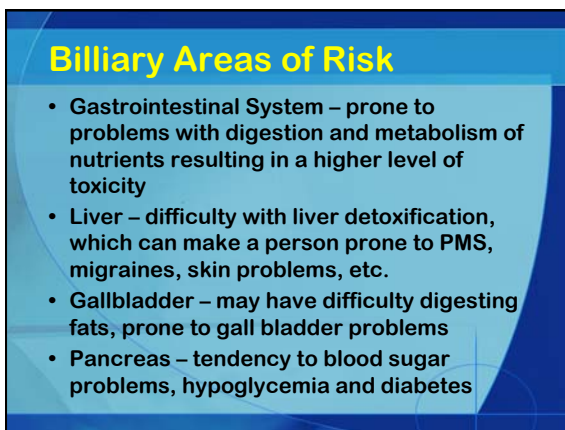 Billiary Areas of Risk
• Gastrointestinal System – prone to
problems with digestion and metabolism of
nutrients resulting in a higher level of
toxicity
• Liver – difficulty with liver detoxification,
which can make a person prone to PMS,
migraines, skin problems, etc.
• Gallbladder – may have difficulty digesting
fats, prone to gall bladder problems
• Pancreas – tendency to blood sugar
problems, hypoglycemia and diabetes